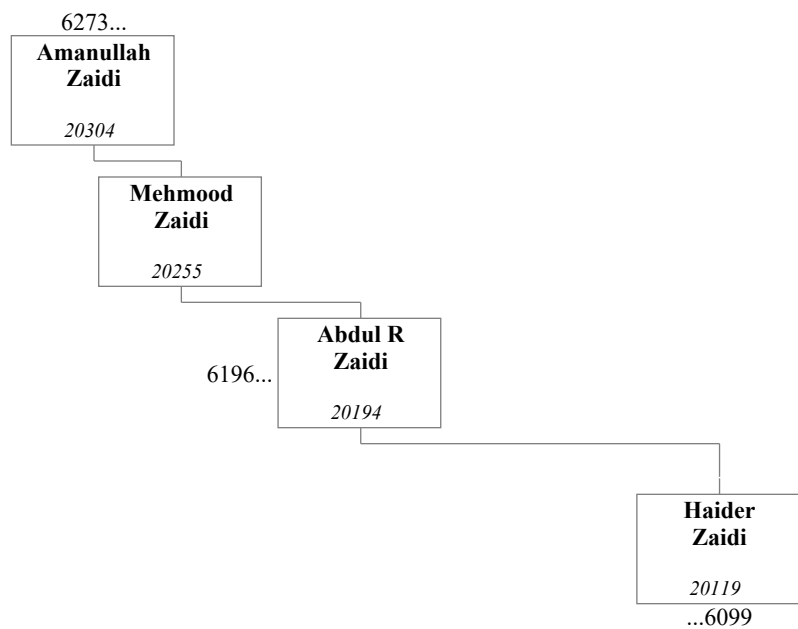 6273...
Amanullah
Zaidi
20304
Mehmood
Zaidi
20255
Abdul R
Zaidi
6196...
20194
Haider
Zaidi
20119
...6099